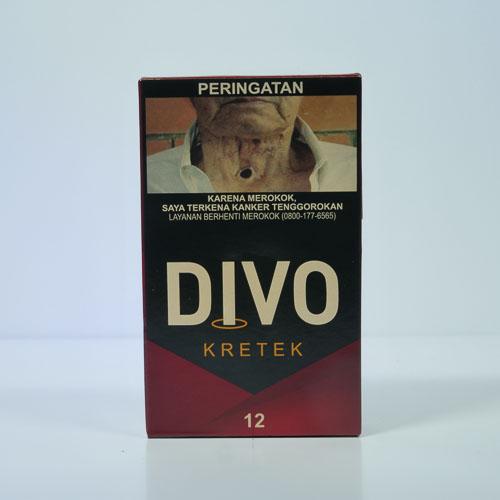 PERINGATAN
KARENA MEROKOK,
SAYA TERKENA KANKER TENGGOROKAN
LAYANAN BERHENTI MEROKOK (0800-177-6565)
DIVO
KRETEK
12